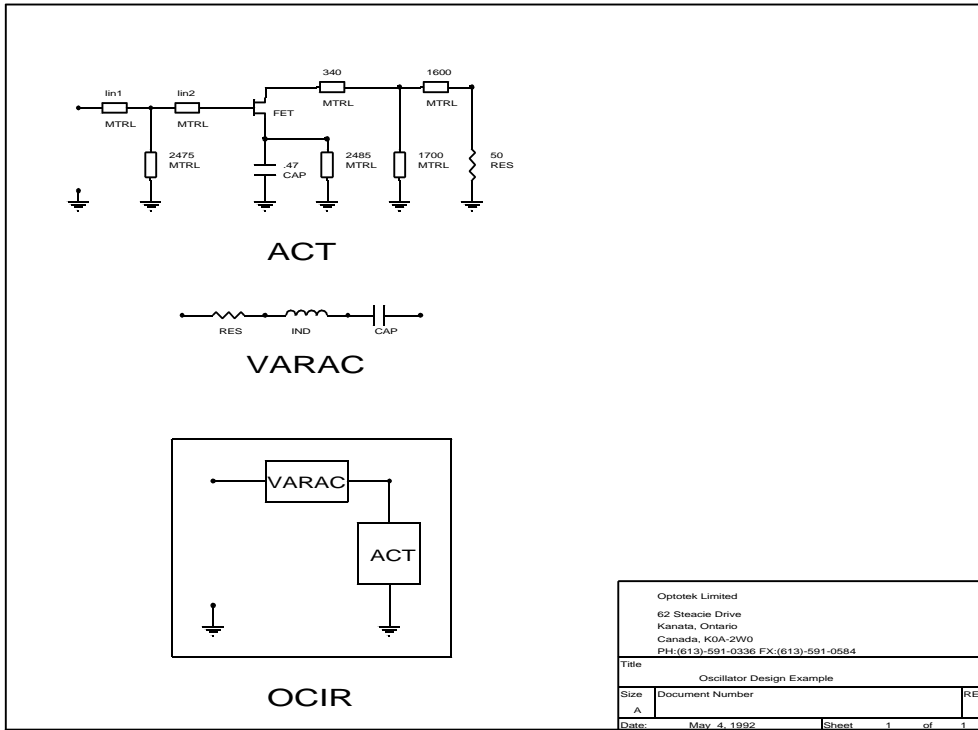 340
1600
lin1
lin2
MTRL
MTRL
FET
MTRL
MTRL
2475
MTRL
.47
CAP
2485
MTRL
1700
MTRL
50
RES
ACT
RES
IND
CAP
VARAC
VARAC
ACT
OCIR
Optotek Limited
62 Steacie Drive
Kanata, Ontario
Canada, K0A-2W0
PH:(613)-591-0336 FX:(613)-591-0584
Title
Oscillator Design Example
Size Document Number RE
A
Date: May 4, 1992 Sheet 1 of 1